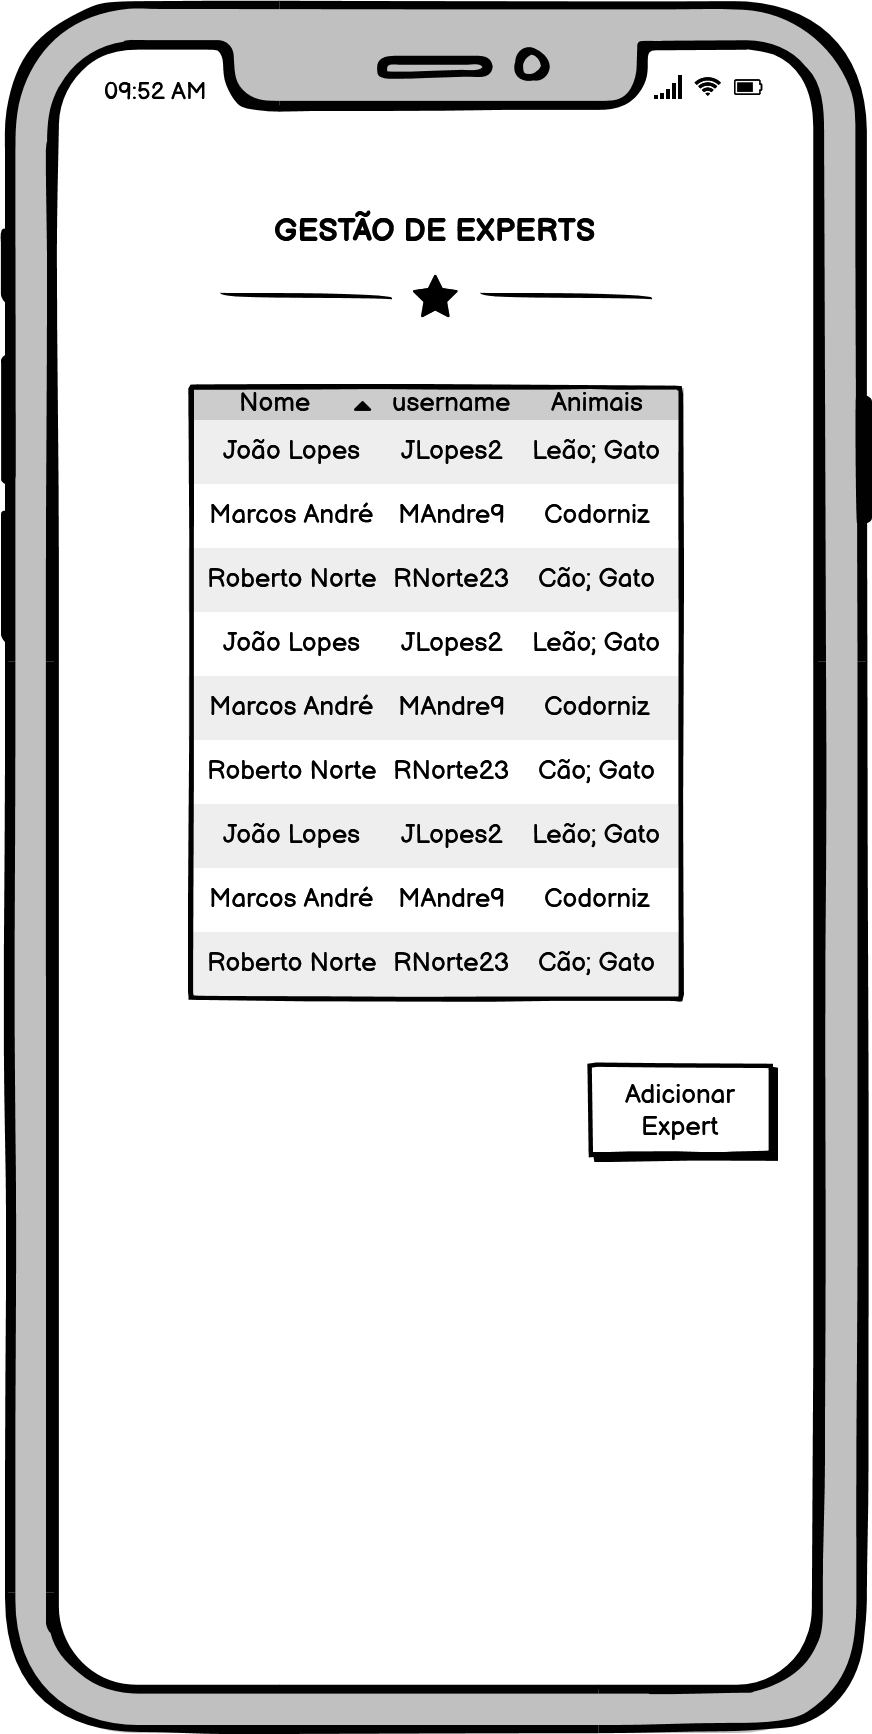 09:52 AM
GESTÃO DE EXPERTS
Nome username Animais
João Lopes JLopes2 Leão; Gato
Marcos André MAndre9 Codorniz
Roberto Norte RNorte23 Cão; Gato
João Lopes JLopes2 Leão; Gato
Marcos André MAndre9 Codorniz
Roberto Norte RNorte23 Cão; Gato
João Lopes JLopes2 Leão; Gato
Marcos André MAndre9 Codorniz
Roberto Norte RNorte23 Cão; Gato
Adicionar
Expert